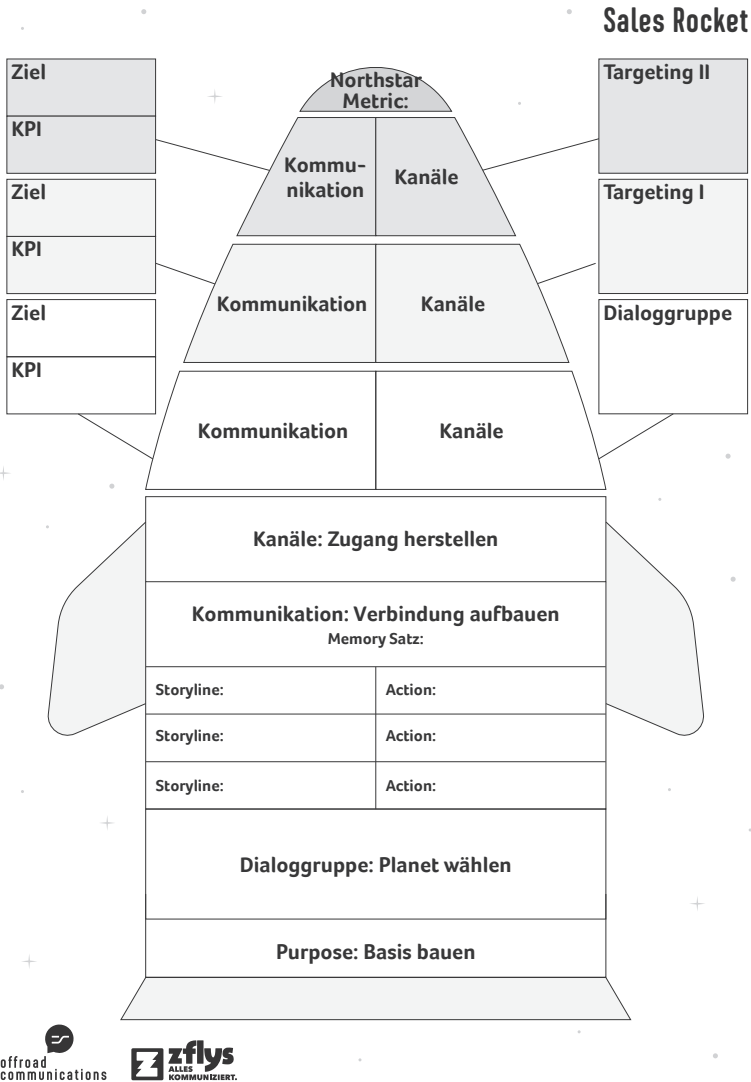 Sales Rocket
Ziel
KPI
Ziel
KPI
Ziel
KPI
Northstar
Metric:
Kommu-
nikation
Kanäle
Kommunikation
Kanäle
Kommunikation
Kanäle
Targeting II
Targeting I
Dialoggruppe
Kanäle: Zugang herstellen
Kommunikation: Verbindung aufbauen
Memory Satz:
Storyline:
Action:
Storyline:
Action:
Storyline:
Action:
Dialoggruppe: Planet wählen
Purpose: Basis bauen
offroad
communications
zflys
ALLES
KOMMUNIZIERT.